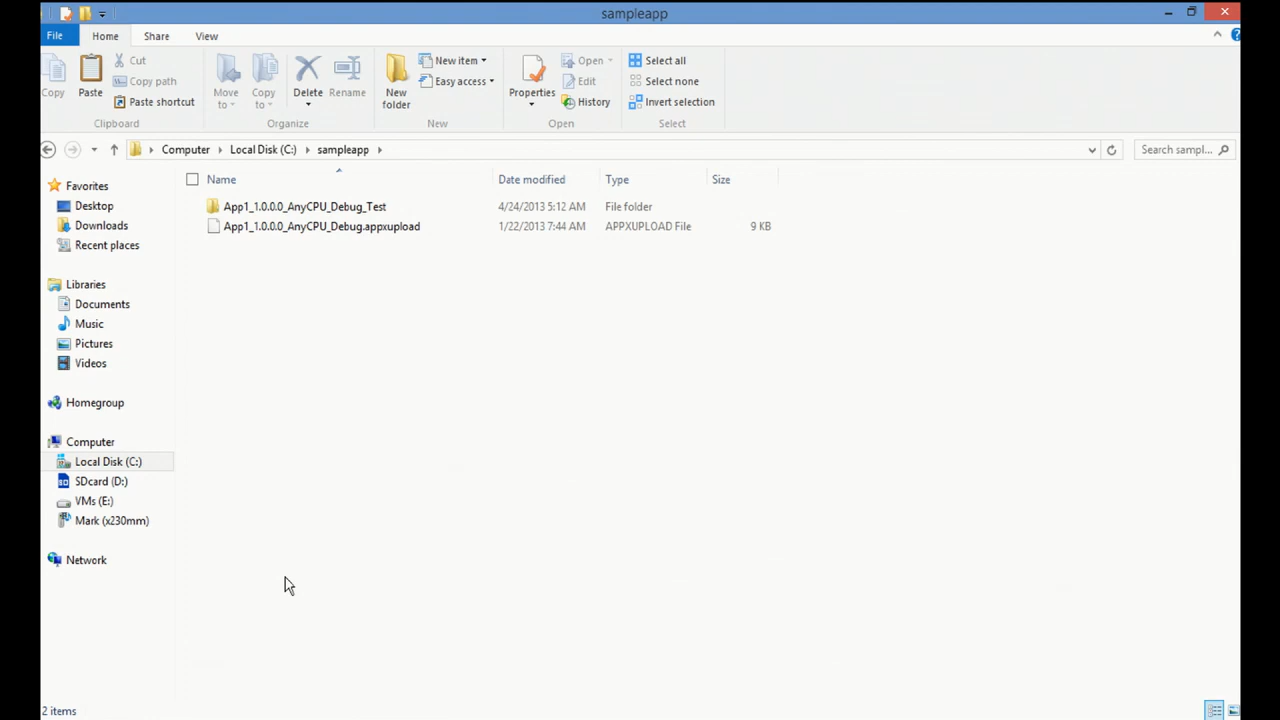 sampleapp
File Home Share View
Copy Paste Cut Copy path Paste shortcut Move to Copy to Delete Rename New folder New item Easy access Properties Open Edit History Select all Select none Invert selection
Clipboard Organize New Open Select
Computer Local Disk (C:) sampleapp Search sampl...
Name Date modified Type Size
App1_1.0.0.0_AnyCPU_Debug_Test 4/24/2013 5:12 AM File folder
App1_1.0.0.0_AnyCPU_Debug.appxupload 1/22/2013 7:44 AM APPXUPLOAD File 9 KB
Favorites
Desktop
Downloads
Recent places
Libraries
Documents
Music
Pictures
Videos
Homegroup
Computer
Local Disk (C:)
SDcard (D:)
VMs (E:)
Mark (x230mm)
Network
2 items